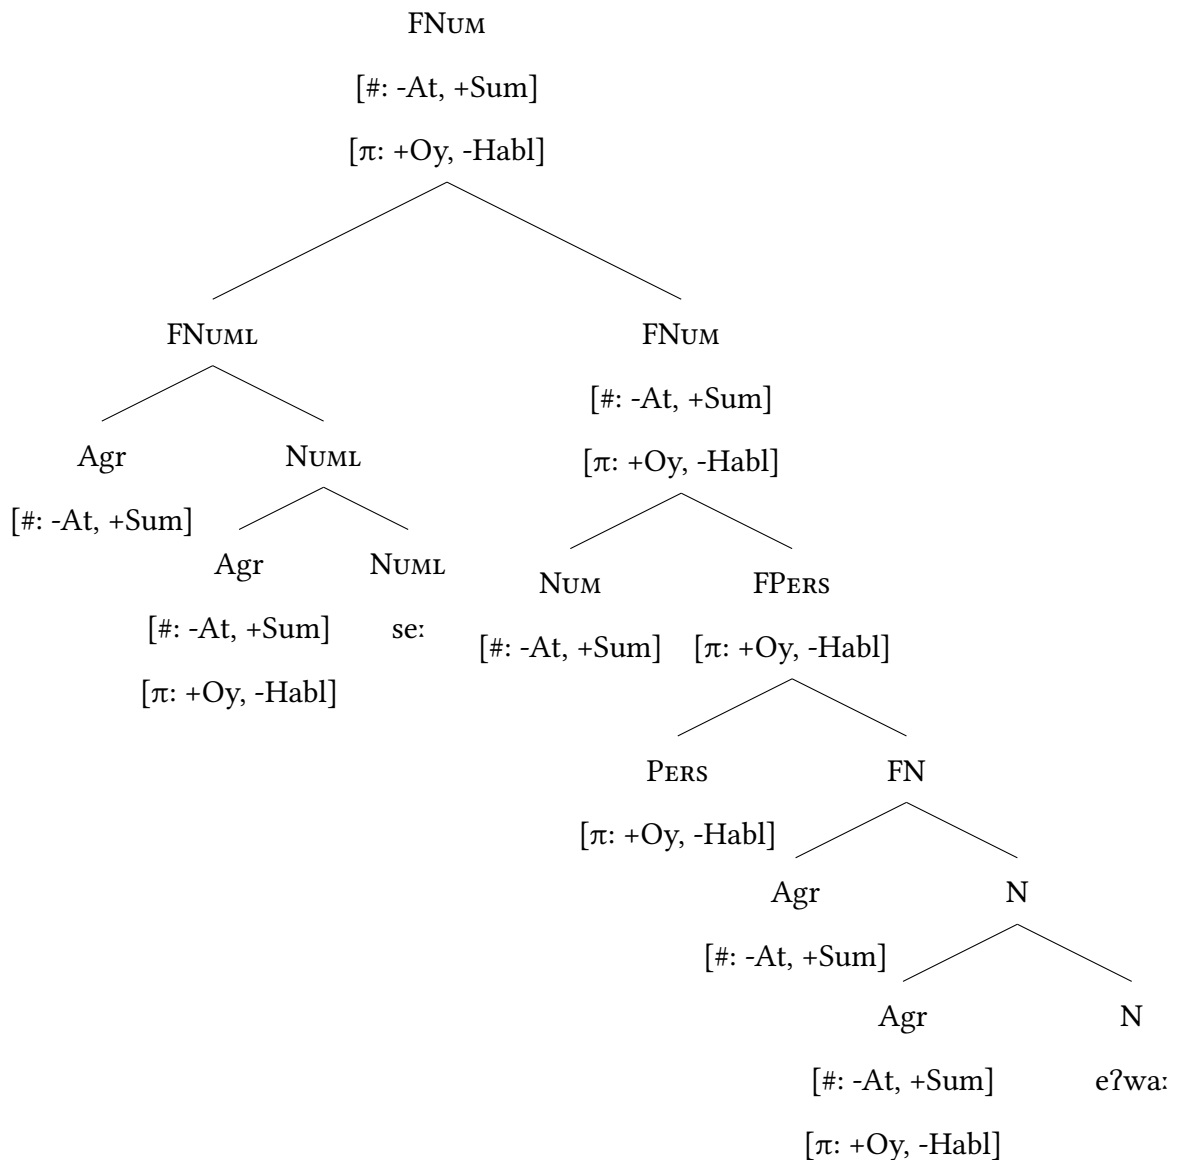 FNUM
[#: -At, +Sum]
[π: +Oy, -Habl]
FNUML FNUM
[#: -At, +Sum]
Agr NUML [π: +Oy, -Habl]
[#: -At, +Sum]
Agr NUML NUM FPERS
[#: -At, +Sum] seː [#: -At, +Sum] [π: +Oy, -Habl]
[π: +Oy, -Habl]
PERS FN
[π: +Oy, -Habl]
Agr N
[#: -At, +Sum]
Agr N
[#: -At, +Sum] eʔwaː
[π: +Oy, -Habl]